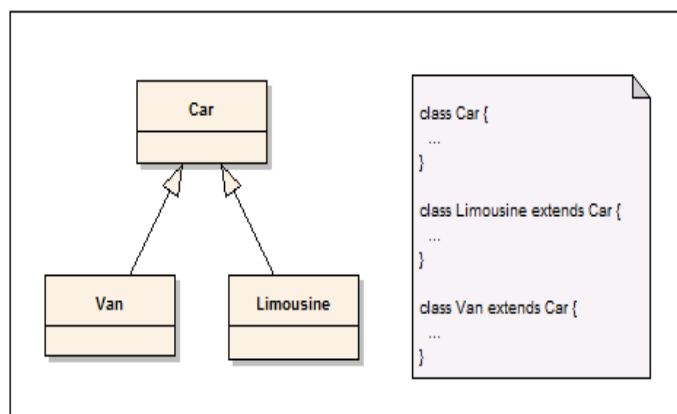 Car
Van
Limousine
class Car {
...
}
class Limousine extends Car {
...
}
class Van extends Car {
...
}